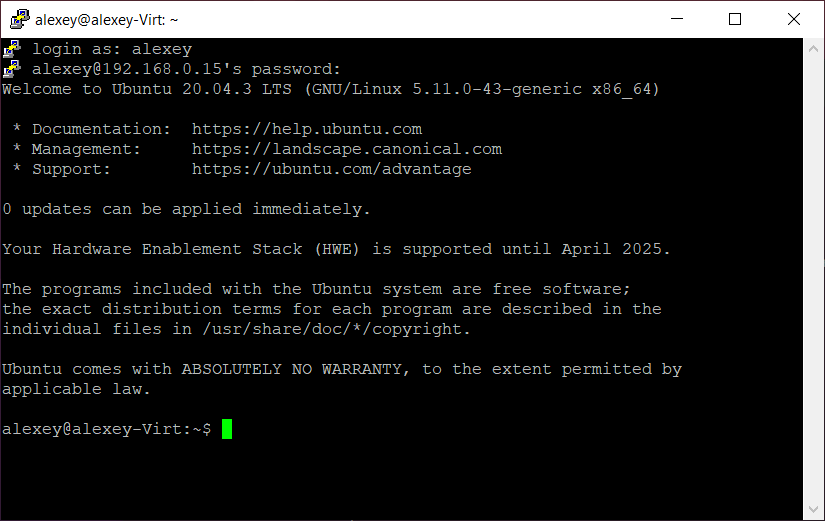 alexey@alexey-Virt: ~
login as: alexey
alexey@192.168.0.15's password:
Welcome to Ubuntu 20.04.3 LTS (GNU/Linux 5.11.0-43-generic x86_64)
* Documentation:  https://help.ubuntu.com
* Management:     https://landscape.canonical.com
* Support:        https://ubuntu.com/advantage
0 updates can be applied immediately.
Your Hardware Enablement Stack (HWE) is supported until April 2025.
The programs included with the Ubuntu system are free software;
the exact distribution terms for each program are described in the
individual files in /usr/share/doc/*/copyright.
Ubuntu comes with ABSOLUTELY NO WARRANTY, to the extent permitted by
applicable law.
alexey@alexey-Virt:~$